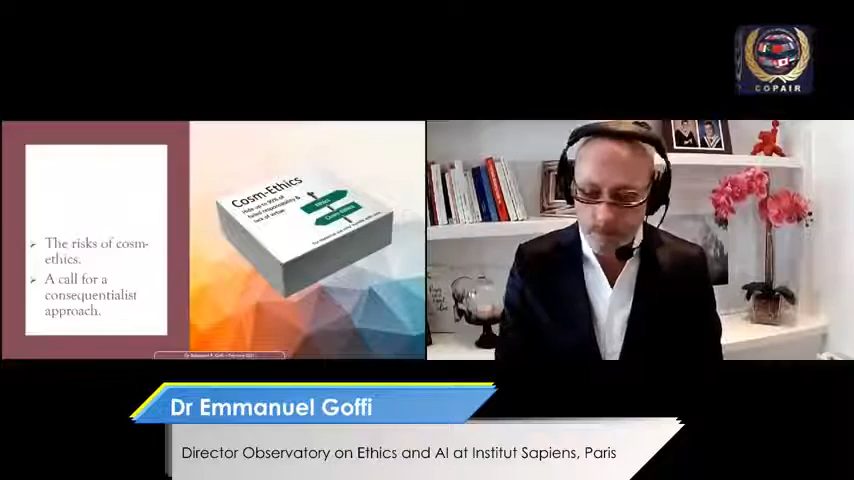 COPAIR
The risks of cosm-
ethics.
A call for a
consequentialist
approach.
Cosm-Ethics
Hide up to 90% of
failed responsibility &
lack of virtue
ETHICS
Dr Emmanuel Goffi
Director Observatory on Ethics and AI at Institut Sapiens, Paris